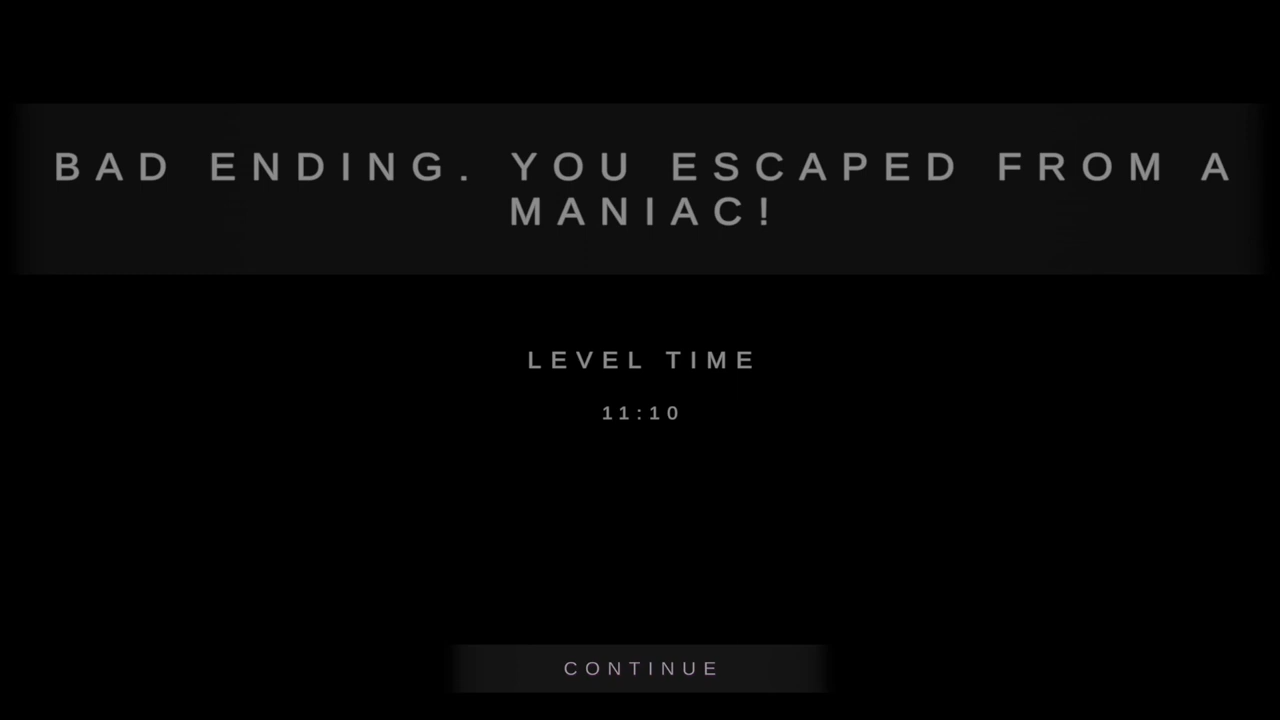 BAD ENDING. YOU ESCAPED FROM A
MANIAC!
LEVEL TIME
11:10
CONTINUE